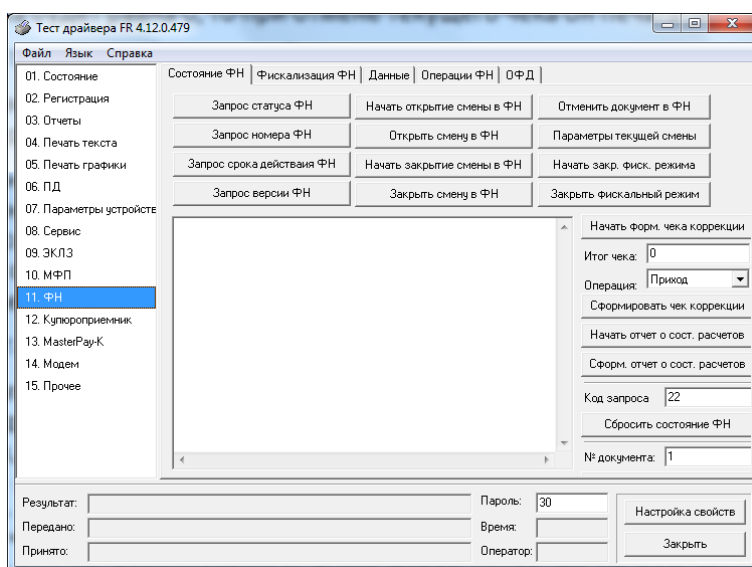 Тест драйвера FR 4.12.0.479
Файл Язык Справка
01. Состояние
02. Регистрация
03. Отчеты
04. Печать текста
05. Печать графики
06. ПД
07. Параметры устройств
08. Сервис
09. ЭКЛЗ
10. МФП
11. ФН
12. Купюроприемник
13. MasterPay-K
14. Модем
15. Прочее
Состояние ФН Фискализация ФН Данные Операции ФН ОФД
Запрос статуса ФН Начать открытие смены в ФН Отменить документ в ФН
Запрос номера ФН Открыть смену в ФН Параметры текущей смены
Запрос срока действаия ФН Начать закрытие смены в ФН Начать закр. фиск. режима
Запрос версии ФН Закрыть смену в ФН Закрыть фискальный режим
Начать форм. чека коррекции
Итог чека: 0
Операция: Приход
Сформировать чек коррекции
Начать отчет о сост. расчетов
Сформ. отчет о сост. расчетов
Код запроса 22
Сбросить состояние ФН
№ документа: 1
Результат: Пароль: 30
Передано: Время:
Принято: Оператор:
Настройка свойств
Закрыть